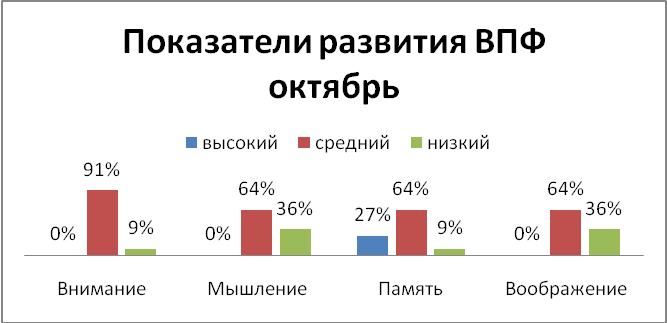 Показатели развития ВПФ
октябрь
высокий средний низкий
91%
64% 64% 64%
36% 36%
27%
0% 9% 0% 9% 0%
Внимание Мышление Память Воображение